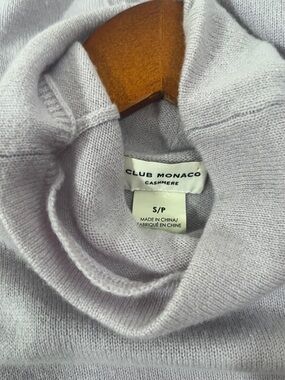 CLUB MONACO
CASHMERE
S/P
MADE IN CHINA/
FABRIQUÉ EN CHINE